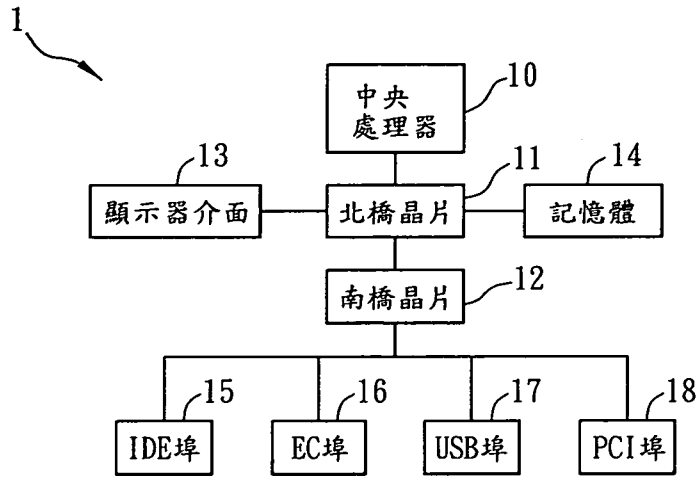 1
中央
處理器
10
13
11
14
顯示器介面
北橋晶片
記憶體
南橋晶片
12
15
16
17
18
IDE埠
EC埠
USB埠
PCI埠